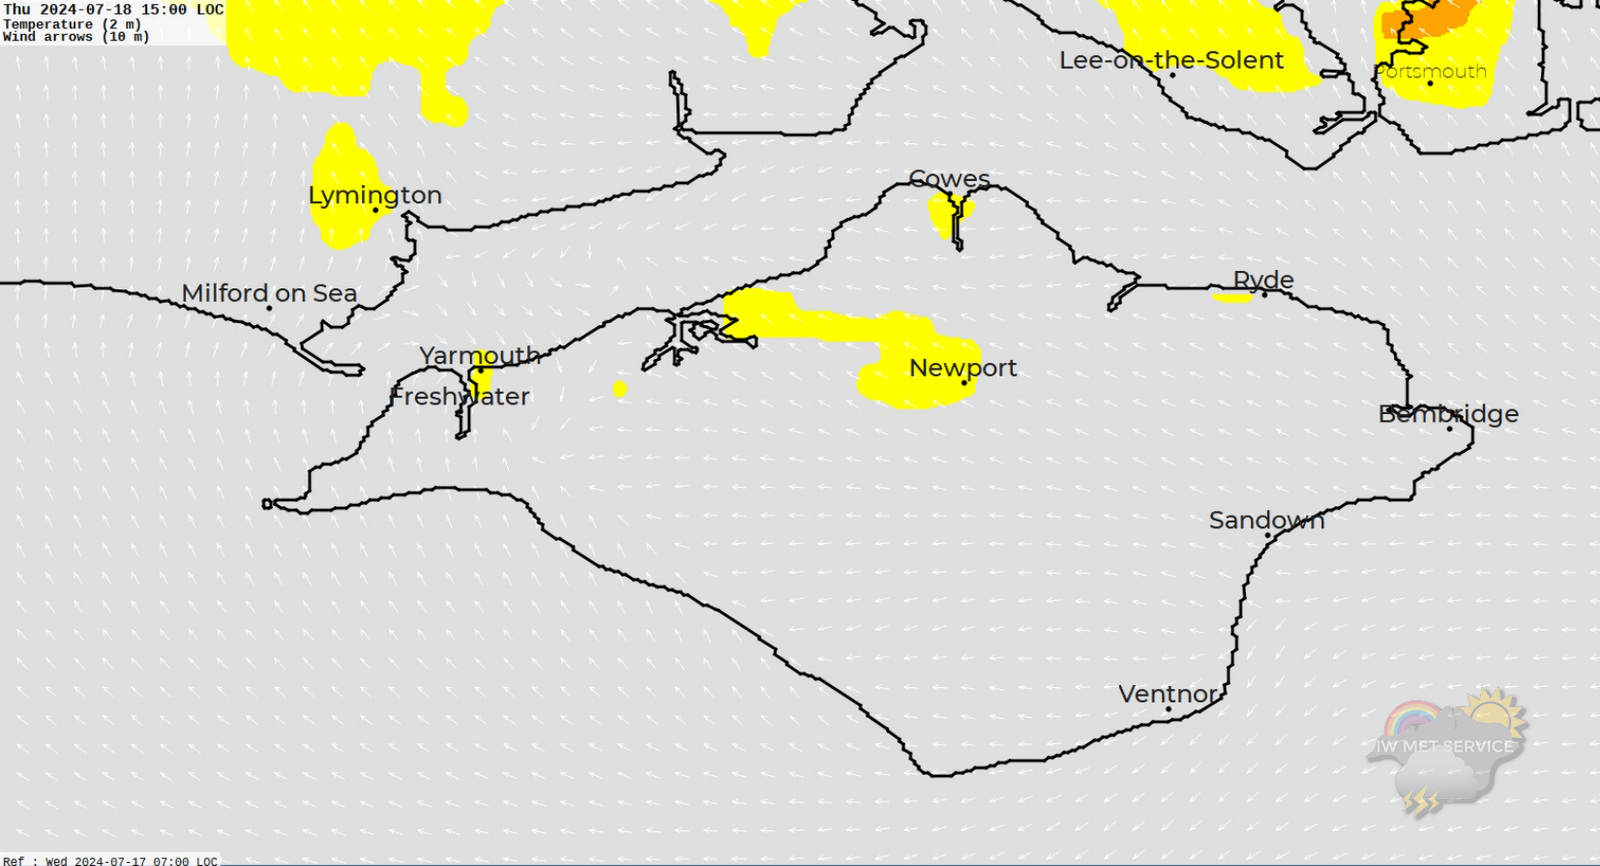 Thu 2024-07-18 15:00 LOC
Temperature (2 m)
Wind arrows (10 m)
Lee-on-the-Solent
Portsmouth
Cowes
Lymington
Ryde
Milford on Sea
Yarmouth
Newport
Freshwater
Bembridge
Sandown
Ventnor
IW MET SERVICE
Ref : Wed 2024-07-17 07:00 LOC